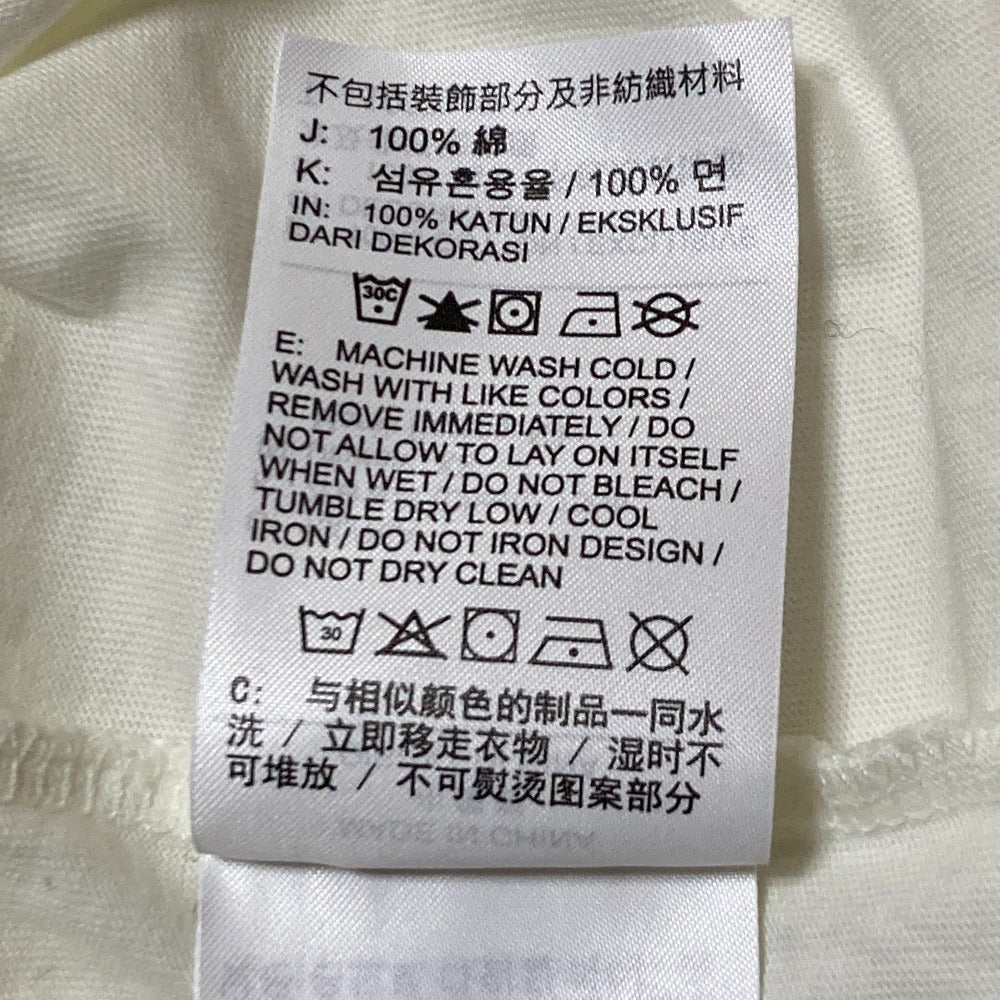 不包括裝飾部分及非紡織材料
J: 100% 綿
K: 섬유혼용율 / 100% 면
IN: 100% KATUN / EKSKLUSIF
DARI DEKORASI
30C
E: MACHINE WASH COLD /
WASH WITH LIKE COLORS /
REMOVE IMMEDIATELY / DO
NOT ALLOW TO LAY ON ITSELF
WHEN WET / DO NOT BLEACH /
TUMBLE DRY LOW / COOL
IRON / DO NOT IRON DESIGN /
DO NOT DRY CLEAN
30
C: 与相似颜色的制品一同水
洗 / 立即移走衣物 / 湿时不
可堆放 / 不可熨烫图案部分
MADE IN CHINA